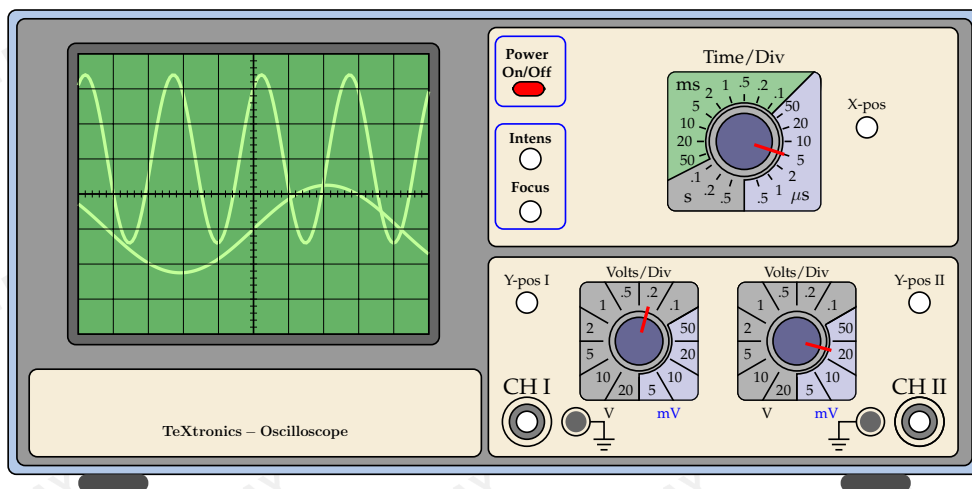 Power
On/Off
Intens
Focus
Time/Div
ms 2 1 .5 .2 .1
5 50
10 20
20 10
50 5
.1 .2 .5 .5 1 2
s μs
X-pos
Y-pos I
Volts/Div
.5 .2
1 .1
2 50
5 20
10 10
20 5
V mV
CH I
Volts/Div
.5 .2
1 .1
2 50
5 20
10 10
20 5
V mV
Y-pos II
CH II
TeXtronics – Oscilloscope